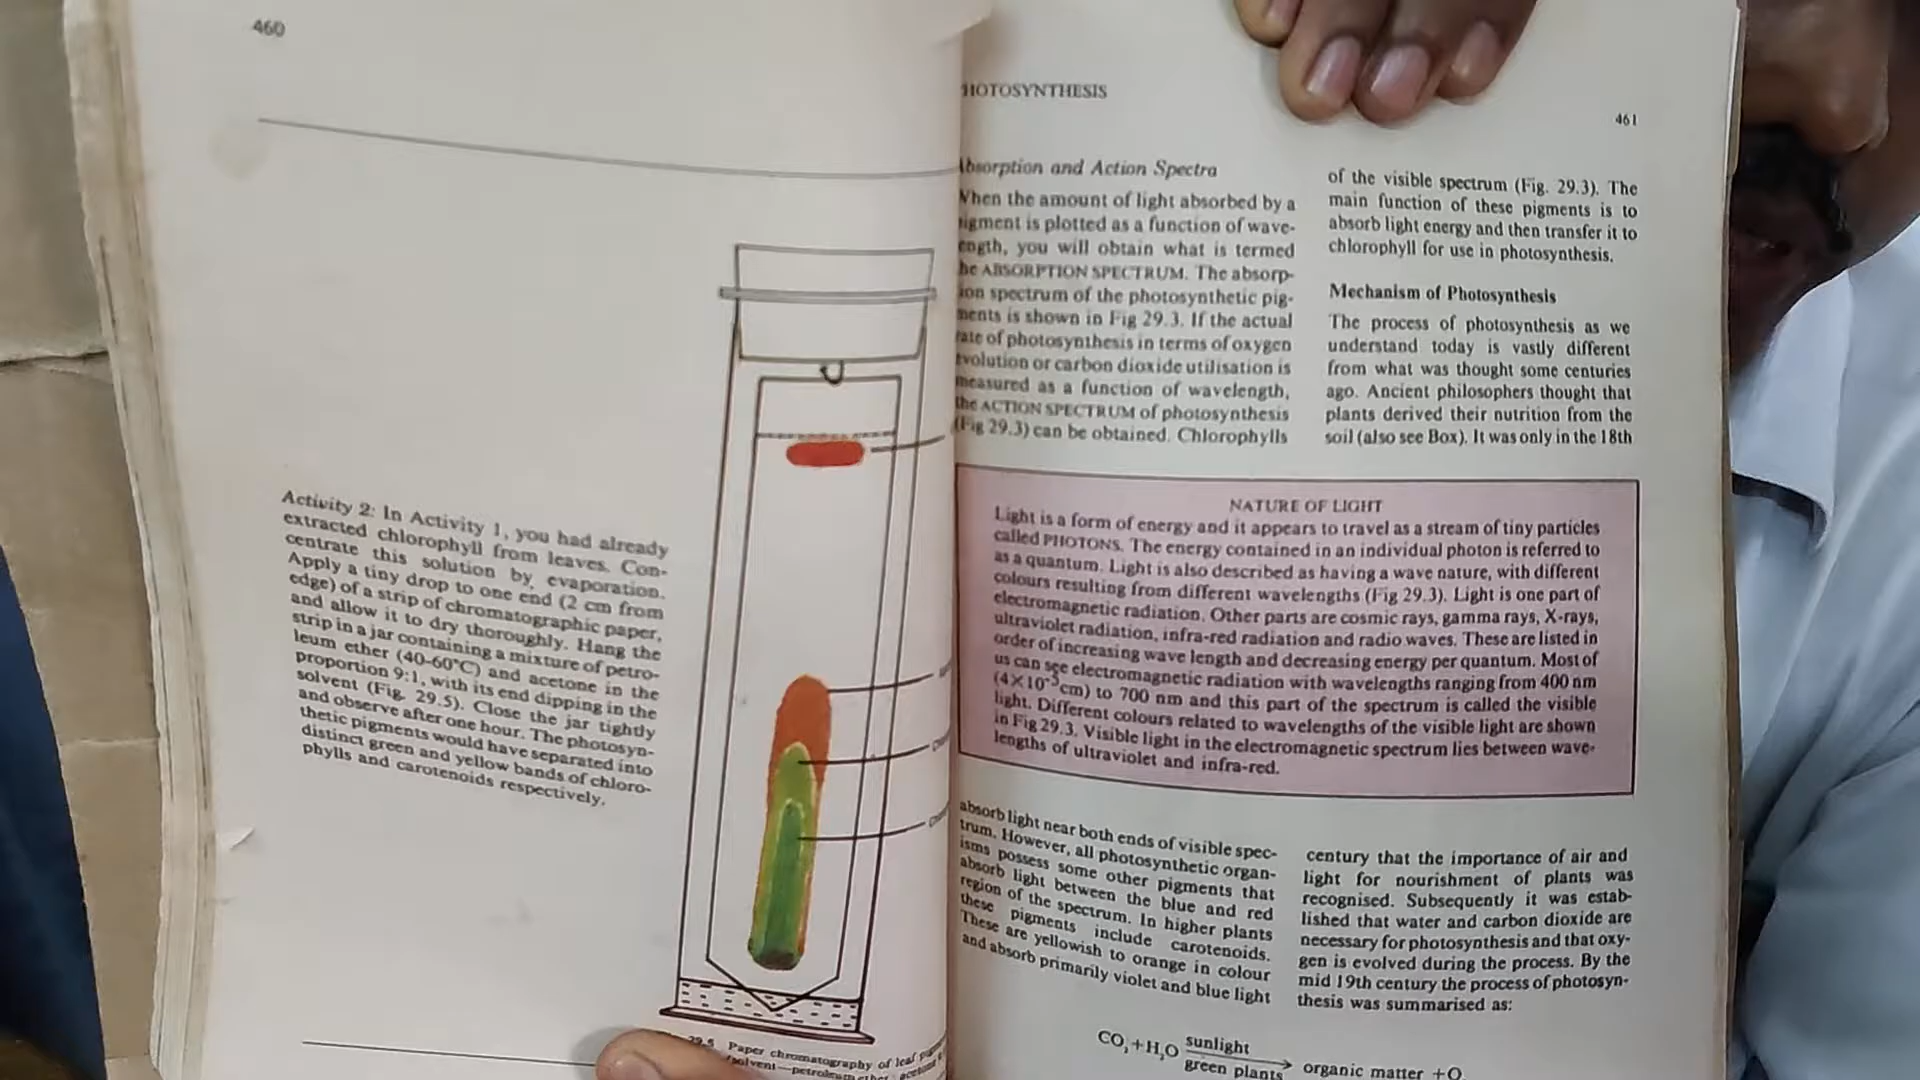 460
Activity 2: In Activity 1, you had already
extracted chlorophyll from leaves. Con-
centrate this solution by evaporation.
Apply a tiny drop to one end (2 cm from
edge) of a strip of chromatographic paper,
and allow it to dry thoroughly. Hang the
strip in a jar containing a mixture of petro-
leum ether (40-60°C) and acetone in the
proportion 9:1, with its end dipping in the
solvent (Fig. 29.5). Close the jar tightly
and observe after one hour. The photosyn-
thetic pigments would have separated into
distinct green and yellow bands of chloro-
phylls and carotenoids respectively.
29.5 Paper chromatography of leaf
solvent—petroleum ether
HOTOSYNTHESIS
461
Absorption and Action Spectra
When the amount of light absorbed by a
pigment is plotted as a function of wave-
length, you will obtain what is termed
he ABSORPTION SPECTRUM. The absorp-
ion spectrum of the photosynthetic pig-
ments is shown in Fig 29.3. If the actual
rate of photosynthesis in terms of oxygen
evolution or carbon dioxide utilisation is
measured as a function of wavelength,
the ACTION SPECTRUM of photosynthesis
(Fig 29.3) can be obtained. Chlorophylls
of the visible spectrum (Fig. 29.3). The
main function of these pigments is to
absorb light energy and then transfer it to
chlorophyll for use in photosynthesis.
Mechanism of Photosynthesis
The process of photosynthesis as we
understand today is vastly different
from what was thought some centuries
ago. Ancient philosophers thought that
plants derived their nutrition from the
soil (also see Box). It was only in the 18th
NATURE OF LIGHT
Light is a form of energy and it appears to travel as a stream of tiny particles
called PHOTONS. The energy contained in an individual photon is referred to
as a quantum. Light is also described as having a wave nature, with different
colours resulting from different wavelengths (Fig 29.3). Light is one part of
electromagnetic radiation. Other parts are cosmic rays, gamma rays, X-rays,
ultraviolet radiation, infra-red radiation and radio waves. These are listed in
order of increasing wave length and decreasing energy per quantum. Most of
us can see electromagnetic radiation with wavelengths ranging from 400 nm
(4×10⁻⁵cm) to 700 nm and this part of the spectrum is called the visible
light. Different colours related to wavelengths of the visible light are shown
in Fig 29.3. Visible light in the electromagnetic spectrum lies between wave-
lengths of ultraviolet and infra-red.
absorb light near both ends of visible spec-
trum. However, all photosynthetic organ-
isms possess some other pigments that
absorb light between the blue and red
region of the spectrum. In higher plants
these pigments include carotenoids.
These are yellowish to orange in colour
and absorb primarily violet and blue light
century that the importance of air and
light for nourishment of plants was
recognised. Subsequently it was estab-
lished that water and carbon dioxide are
necessary for photosynthesis and that oxy-
gen is evolved during the process. By the
mid 19th century the process of photosyn-
thesis was summarised as:
CO₂+H₂O sunlight green plants organic matter +O